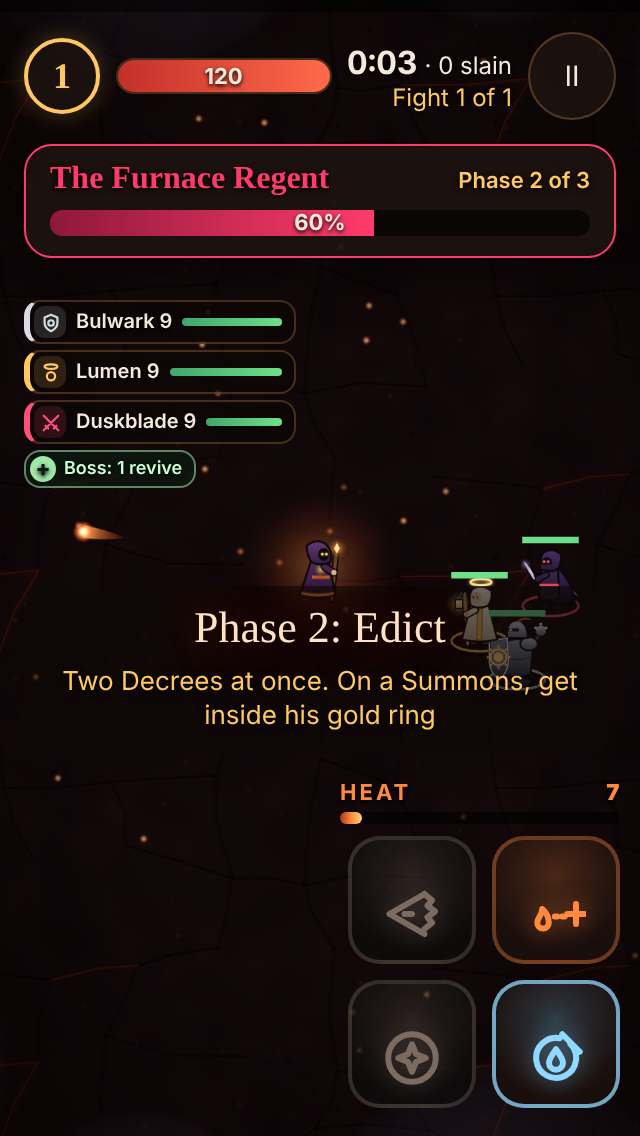 1
120
0:03 · 0 slain
Fight 1 of 1
The Furnace Regent
Phase 2 of 3
60%
Bulwark 9
Lumen 9
Duskblade 9
Boss: 1 revive
Phase 2: Edict
Two Decrees at once. On a Summons, get
inside his gold ring
HEAT 7